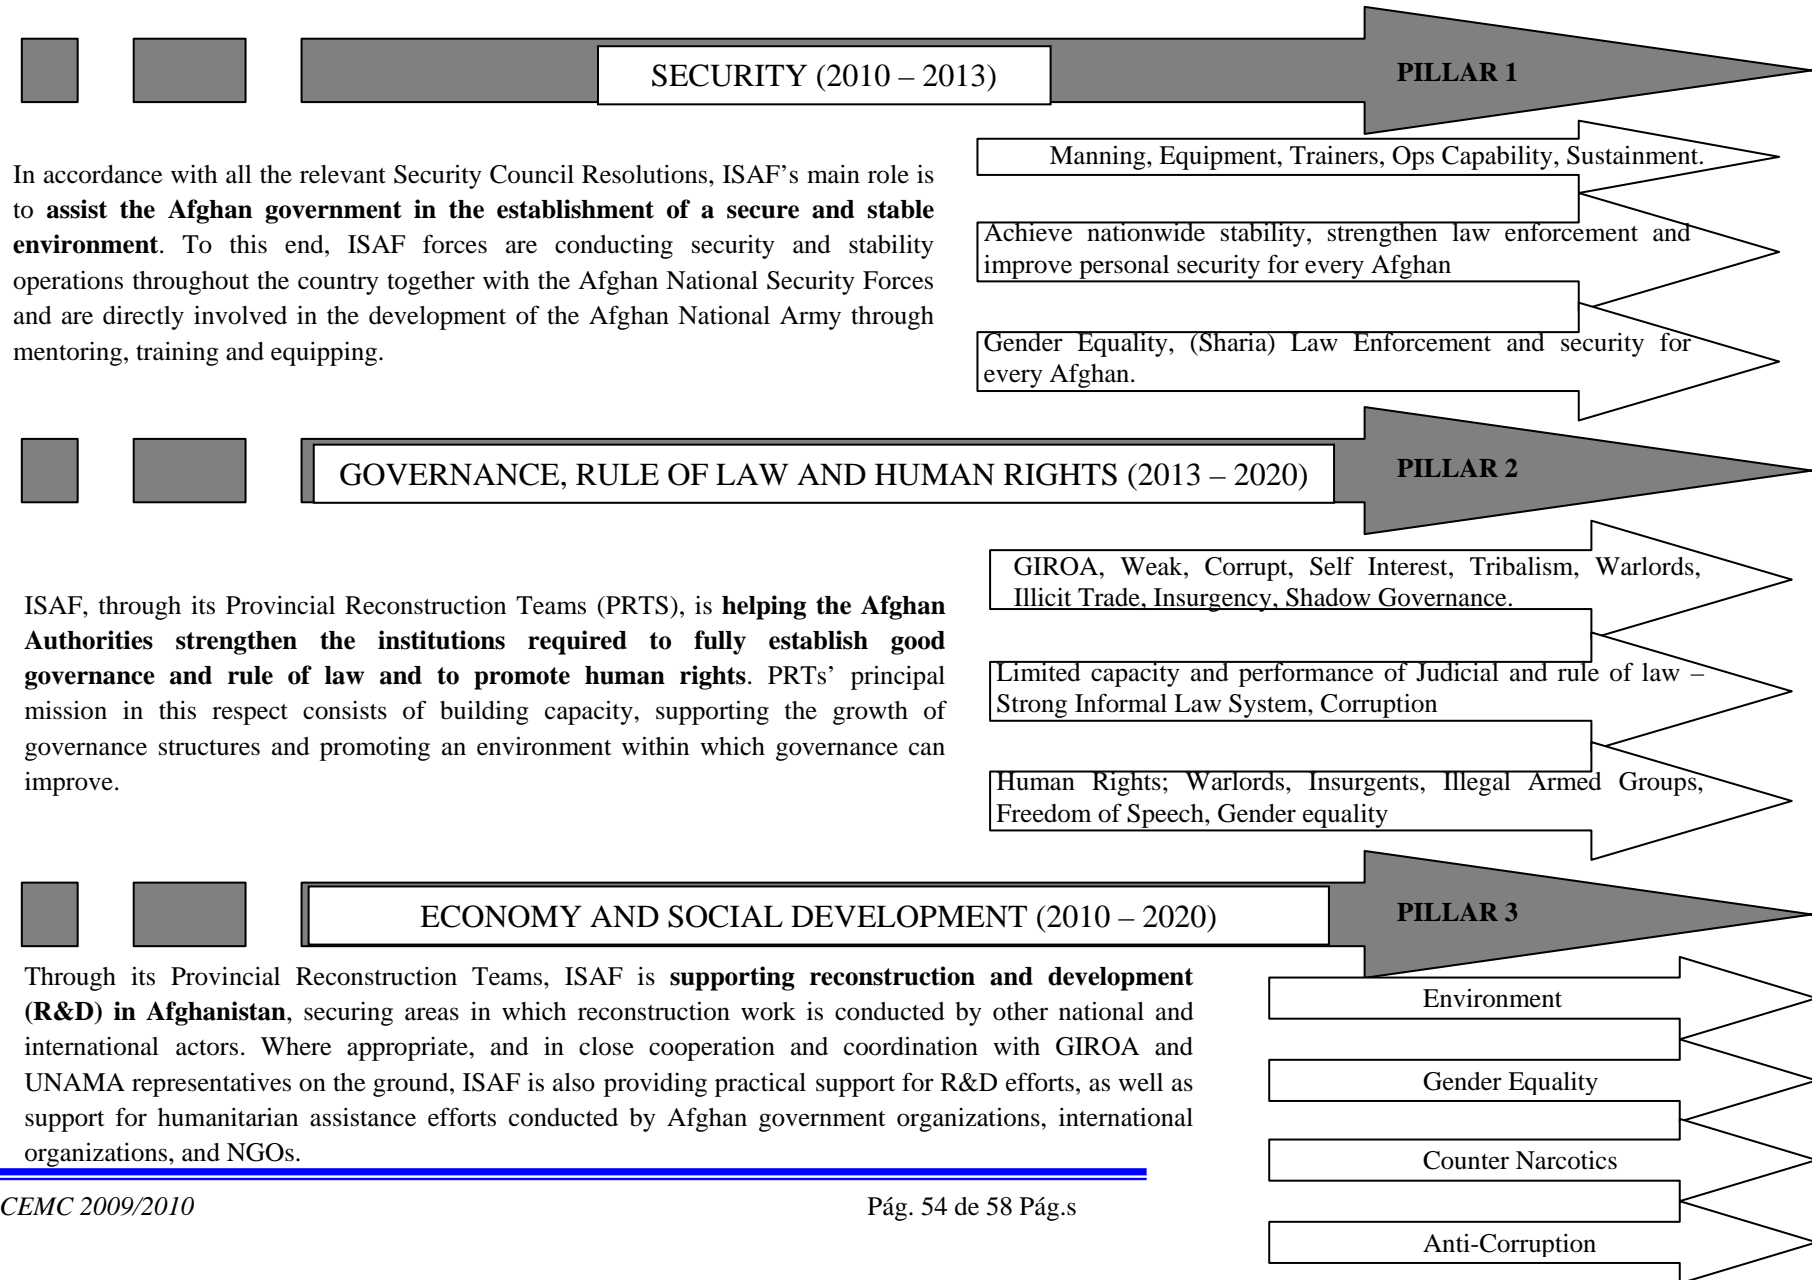 SECURITY (2010 – 2013)
PILLAR 1
In accordance with all the relevant Security Council Resolutions, ISAF’s main role is
to assist the Afghan government in the establishment of a secure and stable
environment. To this end, ISAF forces are conducting security and stability
operations throughout the country together with the Afghan National Security Forces
and are directly involved in the development of the Afghan National Army through
mentoring, training and equipping.
Manning, Equipment, Trainers, Ops Capability, Sustainment.
Achieve nationwide stability, strengthen law enforcement and
improve personal security for every Afghan
Gender Equality, (Sharia) Law Enforcement and security for
every Afghan.
GOVERNANCE, RULE OF LAW AND HUMAN RIGHTS (2013 – 2020)
PILLAR 2
ISAF, through its Provincial Reconstruction Teams (PRTS), is helping the Afghan
Authorities strengthen the institutions required to fully establish good
governance and rule of law and to promote human rights. PRTs’ principal
mission in this respect consists of building capacity, supporting the growth of
governance structures and promoting an environment within which governance can
improve.
GIROA, Weak, Corrupt, Self Interest, Tribalism, Warlords,
Illicit Trade, Insurgency, Shadow Governance.
Limited capacity and performance of Judicial and rule of law –
Strong Informal Law System, Corruption
Human Rights; Warlords, Insurgents, Illegal Armed Groups,
Freedom of Speech, Gender equality
ECONOMY AND SOCIAL DEVELOPMENT (2010 – 2020)
PILLAR 3
Through its Provincial Reconstruction Teams, ISAF is supporting reconstruction and development
(R&D) in Afghanistan, securing areas in which reconstruction work is conducted by other national and
international actors. Where appropriate, and in close cooperation and coordination with GIROA and
UNAMA representatives on the ground, ISAF is also providing practical support for R&D efforts, as well as
support for humanitarian assistance efforts conducted by Afghan government organizations, international
organizations, and NGOs.
Environment
Gender Equality
Counter Narcotics
Anti-Corruption
CEMC 2009/2010
Pág. 54 de 58 Pág.s